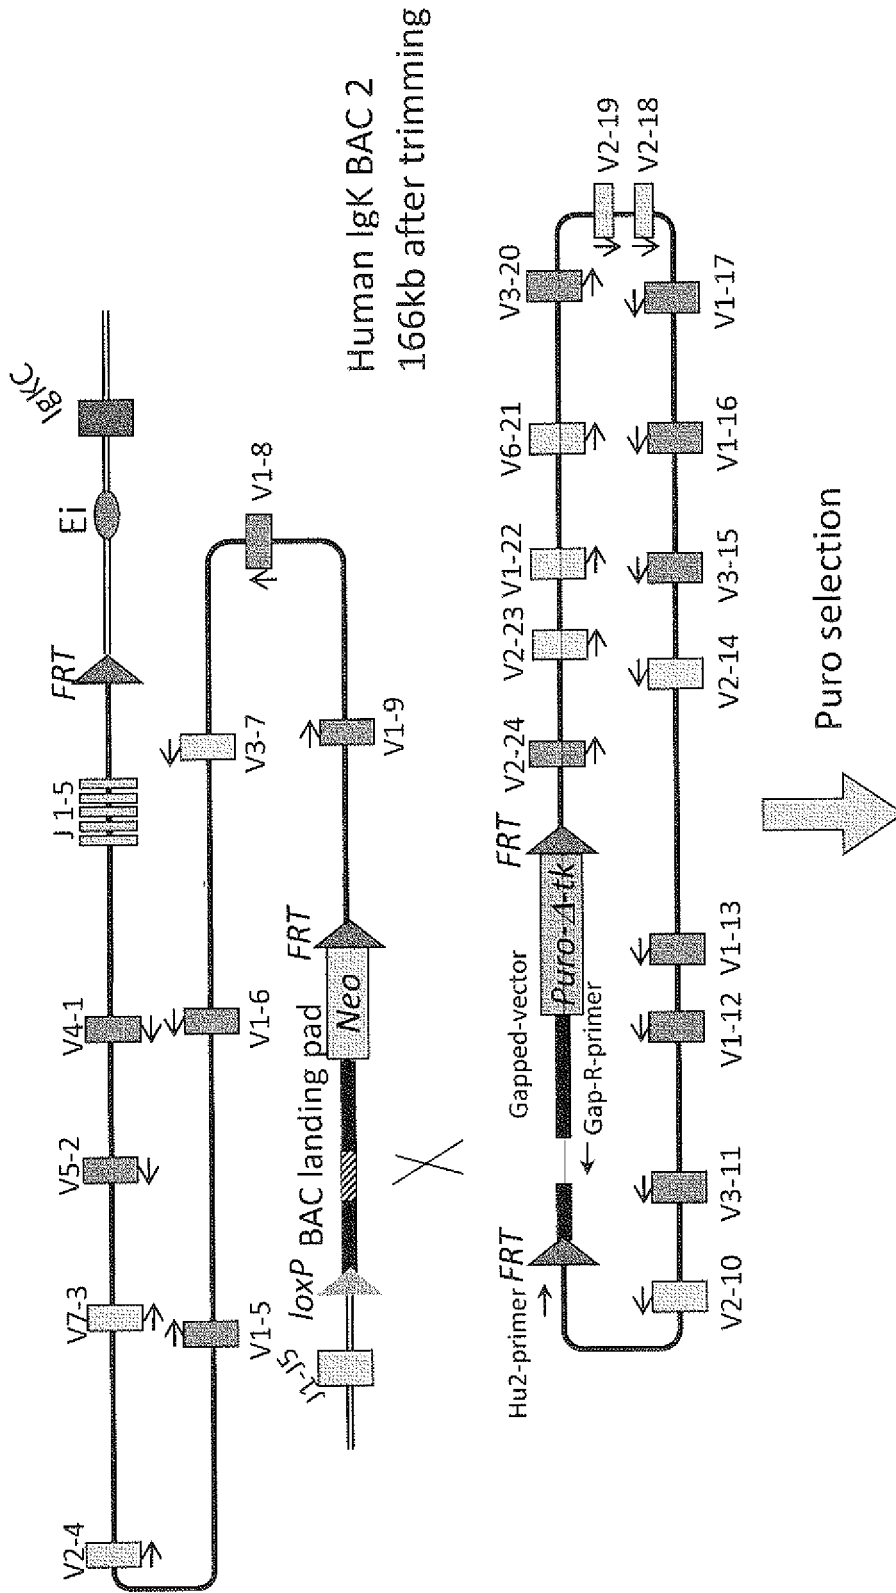 IgKC
Ei
FRT
J 1-5
V4-1
V5-2
V7-3
V2-4
V1-8
V3-7
V1-6
V1-5
V1-9
FRT
Neo
BAC landing pad
loxP
J1-J5
Human IgK BAC 2
166kb after trimming
V2-19
V2-18
V3-20
V6-21
V1-22
V2-23
V2-24
FRT
Puro-Δ-tk
Gapped-vector
Gap-R-primer
FRT
Hu2-primer
V1-17
V1-16
V3-15
V2-14
V1-13
V1-12
V3-11
V2-10
Puro selection